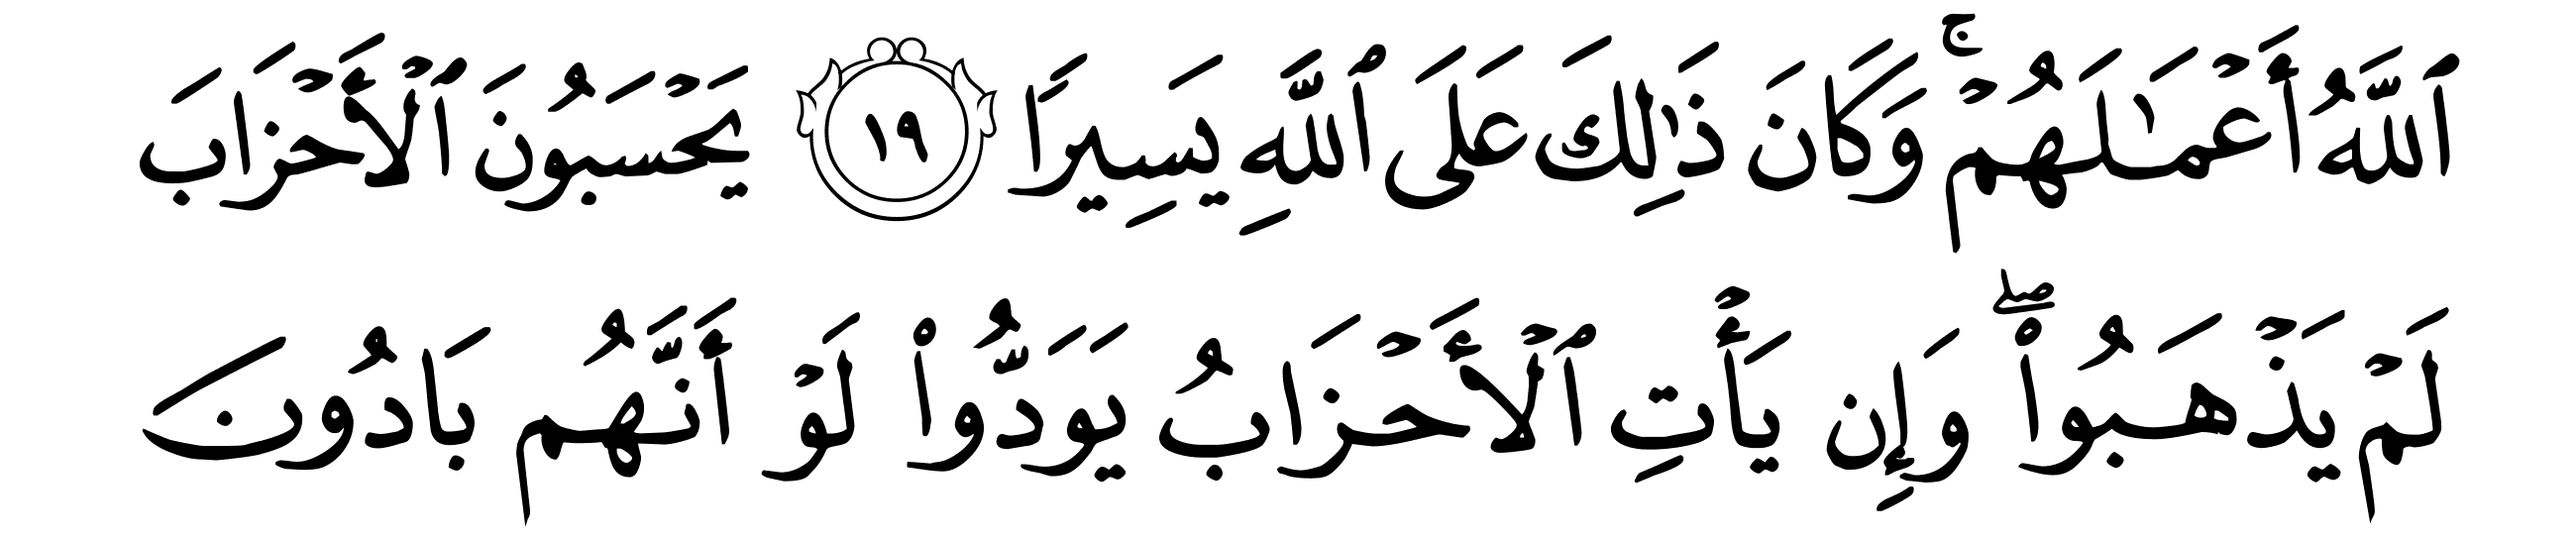 ٱللَّهُ أَعْمَـٰلَهُمْۚ وَكَانَ ذَٰلِكَ عَلَى ٱللَّهِ يَسِيرًا ١٩ يَحْسَبُونَ ٱلْأَحْزَابَ
لَمْ يَذْهَبُوا۟ۖ وَإِن يَأْتِ ٱلْأَحْزَابُ يَوَدُّوا۟ لَوْ أَنَّهُم بَادُونَ